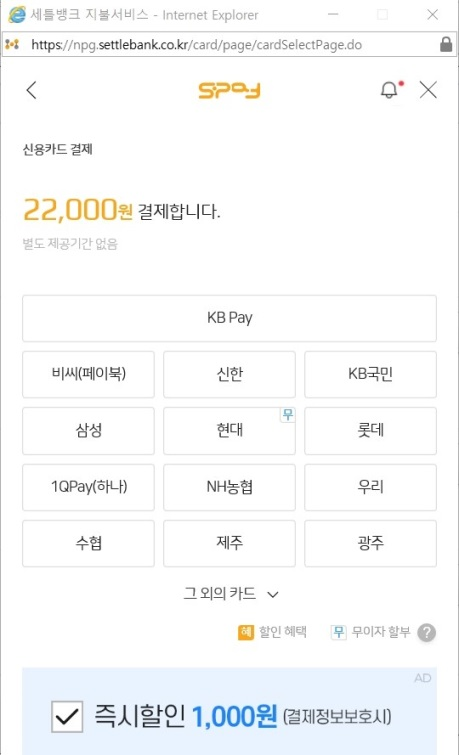 세틀뱅크 지불서비스 - Internet Explorer
https://npg.settlebank.co.kr/card/page/cardSelectPage.do
S·Pay
신용카드 결제
22,000원 결제합니다.
별도 제공기간 없음
KB Pay
비씨(페이북) 신한 KB국민
무
삼성 현대 롯데
1QPay(하나) NH농협 우리
수협 제주 광주
그 외의 카드
혜 할인 혜택 무 무이자 할부 ?
AD
즉시할인 1,000원 (결제정보보호시)